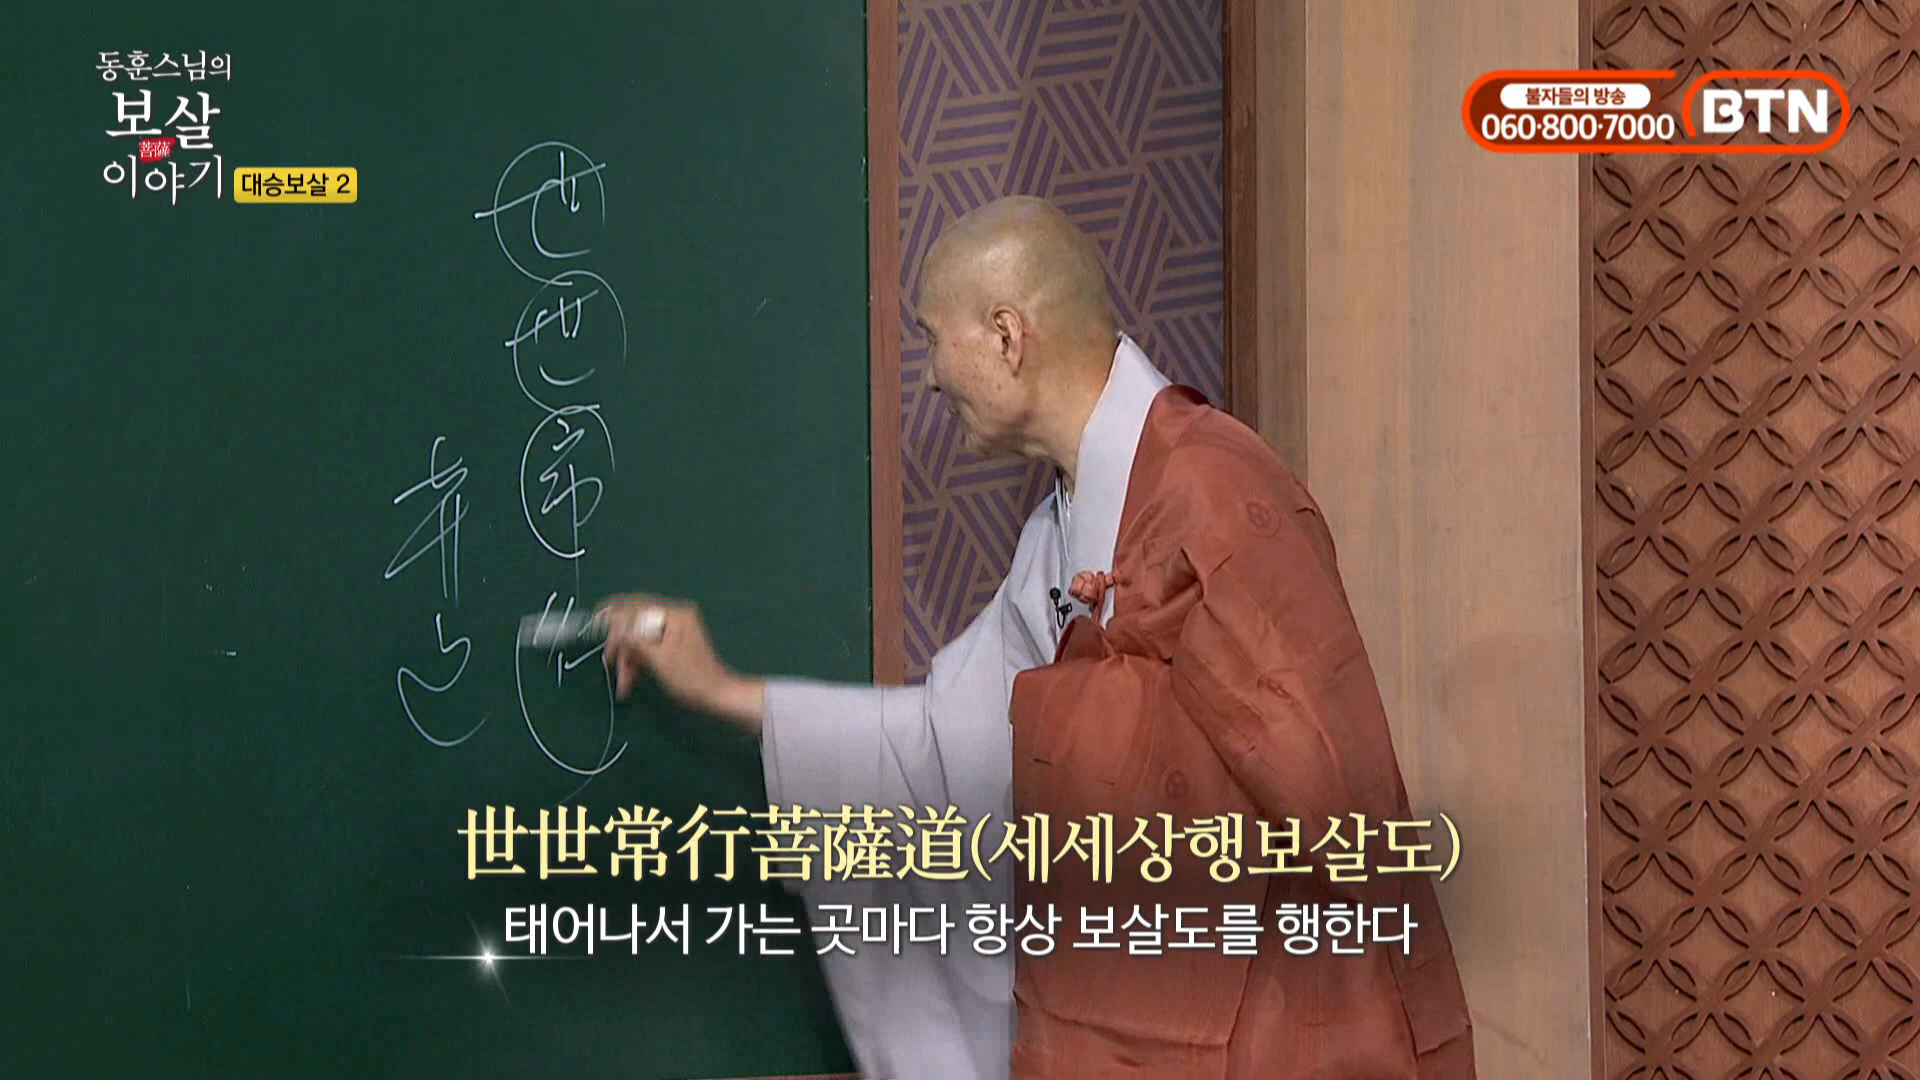 동훈스님의
보살
菩薩
이야기
대승보살 2
불자들의 방송
060·800·7000
BTN
世
世
常
世世常行菩薩道(세세상행보살도)
태어나서 가는 곳마다 항상 보살도를 행한다